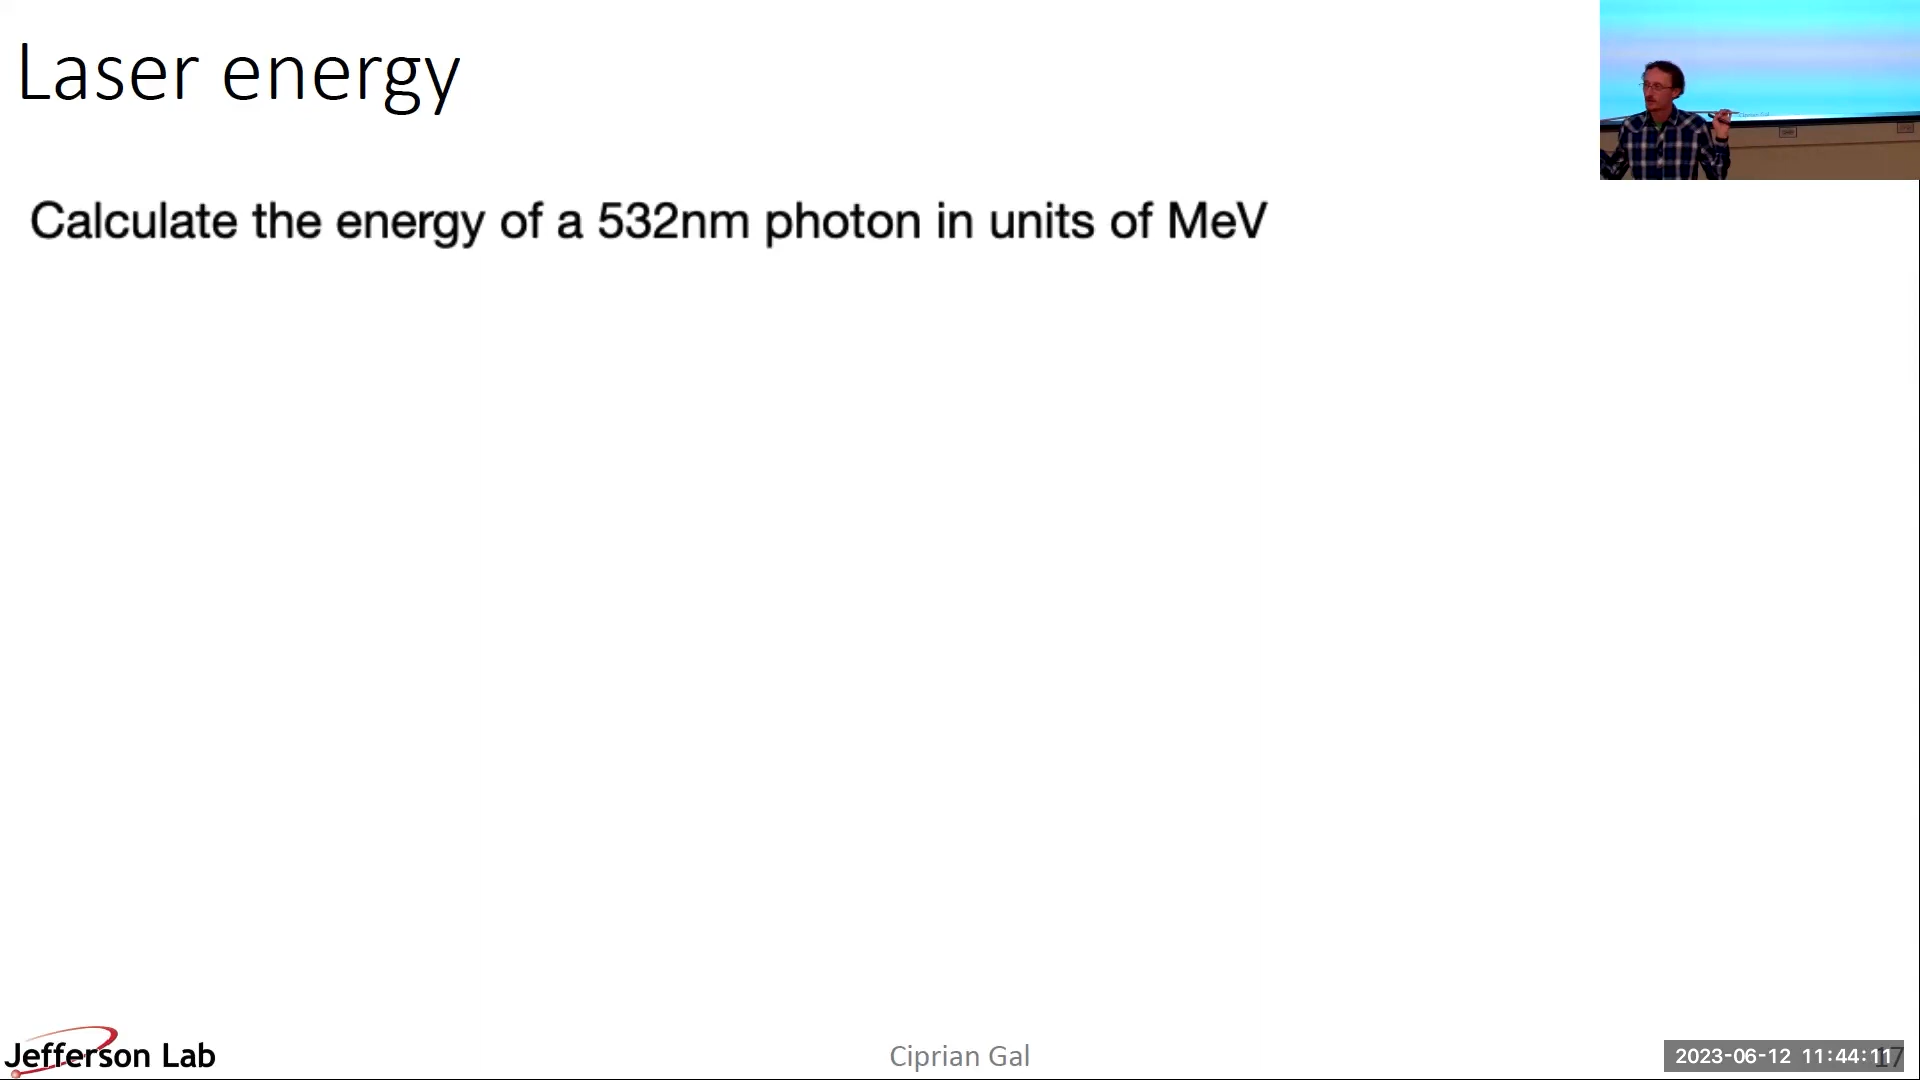 Laser energy
Calculate the energy of a 532nm photon in units of MeV
Jefferson Lab
Ciprian Gal
2023-06-12 11:44:11
17